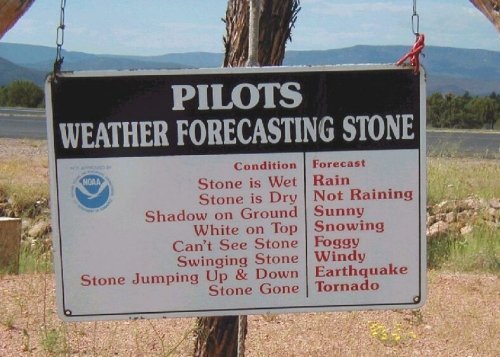 PILOTS
WEATHER FORECASTING STONE
NOAA
Condition Forecast
Stone is Wet Rain
Stone is Dry Not Raining
Shadow on Ground Sunny
White on Top Snowing
Can't See Stone Foggy
Swinging Stone Windy
Stone Jumping Up & Down Earthquake
Stone Gone Tornado